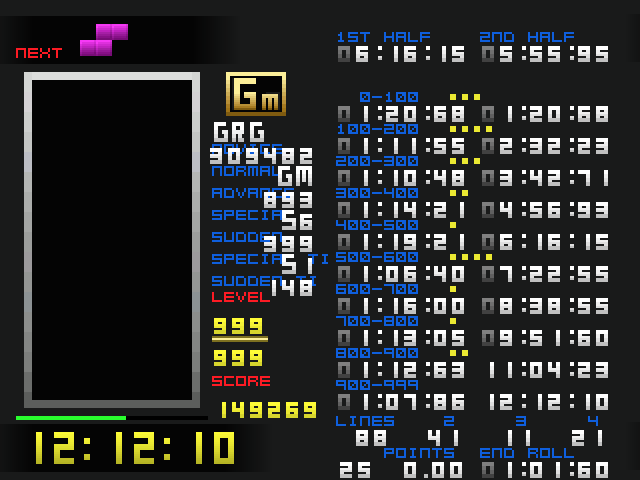 NEXT
Gm
GRG
309482
NORMAL GM
ADVANCE 893
SPECIA 56
SUDDEN 399
SPECIA TI 51
SUDDEN TI 148
LEVEL
999
999
SCORE
149269
12:12:10
1ST HALF 2ND HALF
06:16:15 05:55:95
0-100
01:20:68 01:20:68
100-200
01:11:55 02:32:23
200-300
01:10:48 03:42:71
300-400
01:14:21 04:56:93
400-500
01:19:21 06:16:15
500-600
01:06:40 07:22:55
600-700
01:16:00 08:38:55
700-800
01:13:05 09:51:60
800-900
01:12:63 11:04:23
900-999
01:07:86 12:12:10
LINES 2 3 4
88 41 11 21
POINTS END ROLL
25 0.00 01:01:60